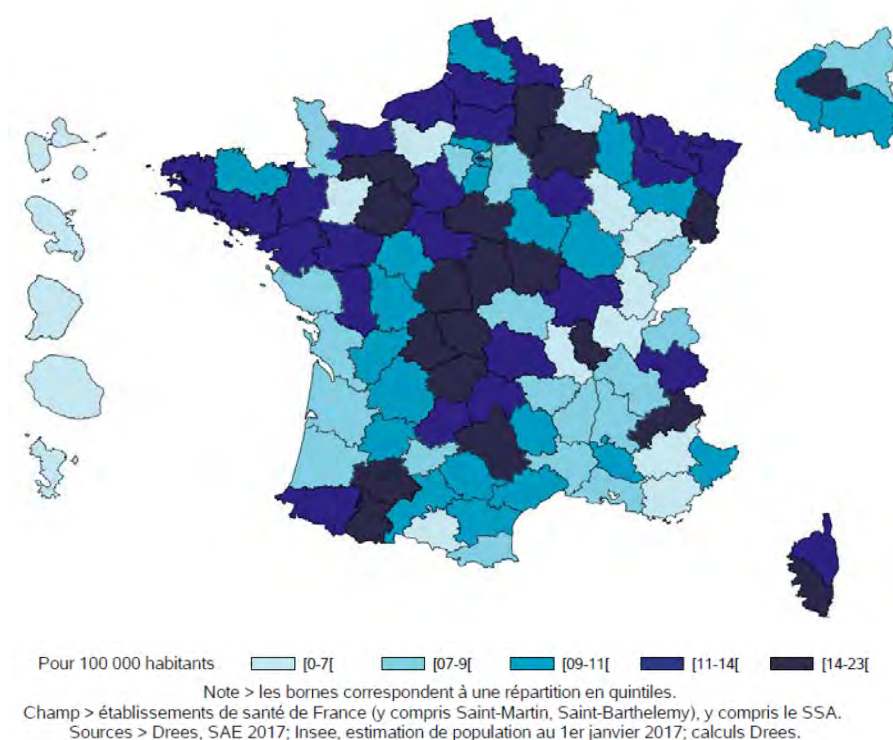 Pour 100 000 habitants [0-7[ [07-9[ [09-11[ [11-14[ [14-23[
Note > les bornes correspondent à une répartition en quintiles.
Champ > établissements de santé de France (y compris Saint-Martin, Saint-Barthelemy), y compris le SSA.
Sources > Drees, SAE 2017; Insee, estimation de population au 1er janvier 2017; calculs Drees.